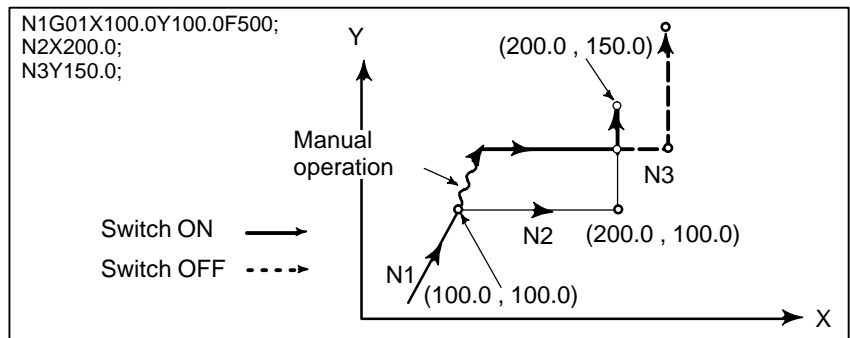 N1G01X100.0Y100.0F500;
N2X200.0;
N3Y150.0;
Y
(200.0 , 150.0)
Manual
operation
N3
Switch ON
N2
(200.0 , 100.0)
Switch OFF
N1
(100.0 , 100.0)
X